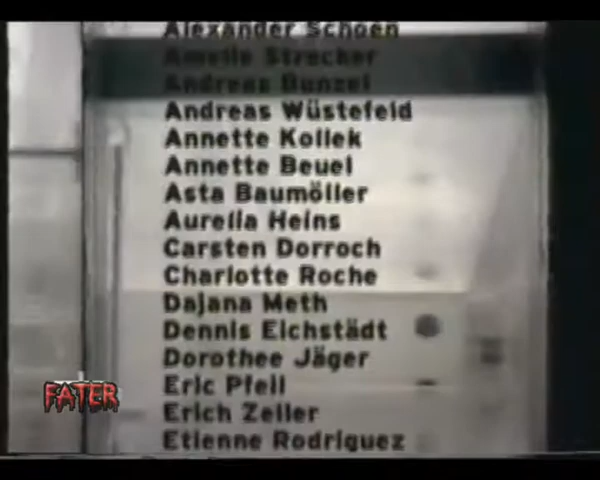 Alexander Schoen
Amelie Strecker
Andreas Bunzel
Andreas Wüstefeld
Annette Kollek
Annette Beuel
Asta Baumöller
Aurelia Heins
Carsten Dorroch
Charlotte Roche
Dajana Meth
Dennis Eichstädt
Dorothee Jäger
Eric Pfeil
Erich Zeller
Etienne Rodriguez
FATER